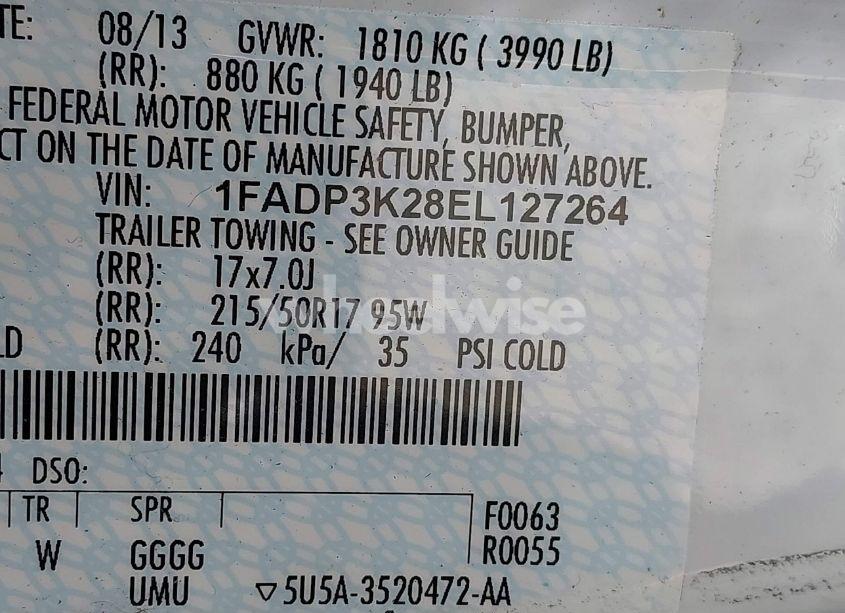 TE: 08/13 GVWR: 1810 KG ( 3990 LB)
(RR): 880 KG ( 1940 LB)
FEDERAL MOTOR VEHICLE SAFETY, BUMPER,
CT ON THE DATE OF MANUFACTURE SHOWN ABOVE.
VIN: 1FADP3K28EL127264
TRAILER TOWING - SEE OWNER GUIDE
(RR): 17x7.0J
(RR): 215/50R17 95W
LD (RR): 240 kPa/ 35 PSI COLD
DSO:
TR SPR F0063
W GGGG R0055
UMU ▽5U5A-3520472-AA